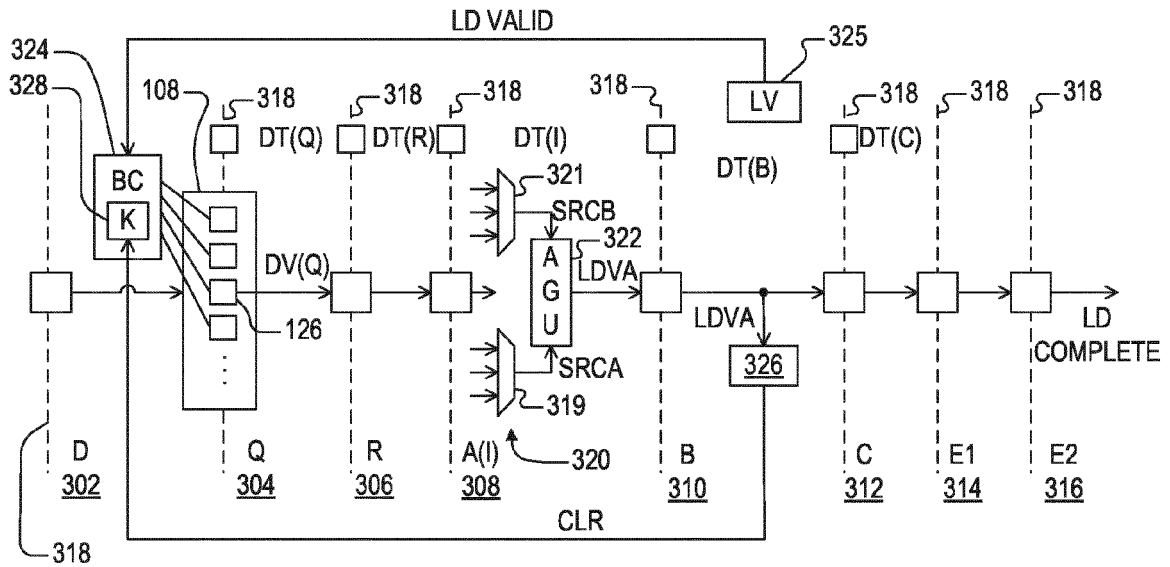 LD VALID
324
325
328
108
318
318
318
318
LV
318
318
318
DT(Q)
DT(R)
DT(I)
DT(B)
DT(C)
BC
K
321
SRCB
322
DV(Q)
A
G
U
LDVA
LDVA
126
LD
COMPLETE
326
SRCA
319
320
D
302
Q
304
R
306
A(I)
308
B
310
C
312
E1
314
E2
316
CLR
318